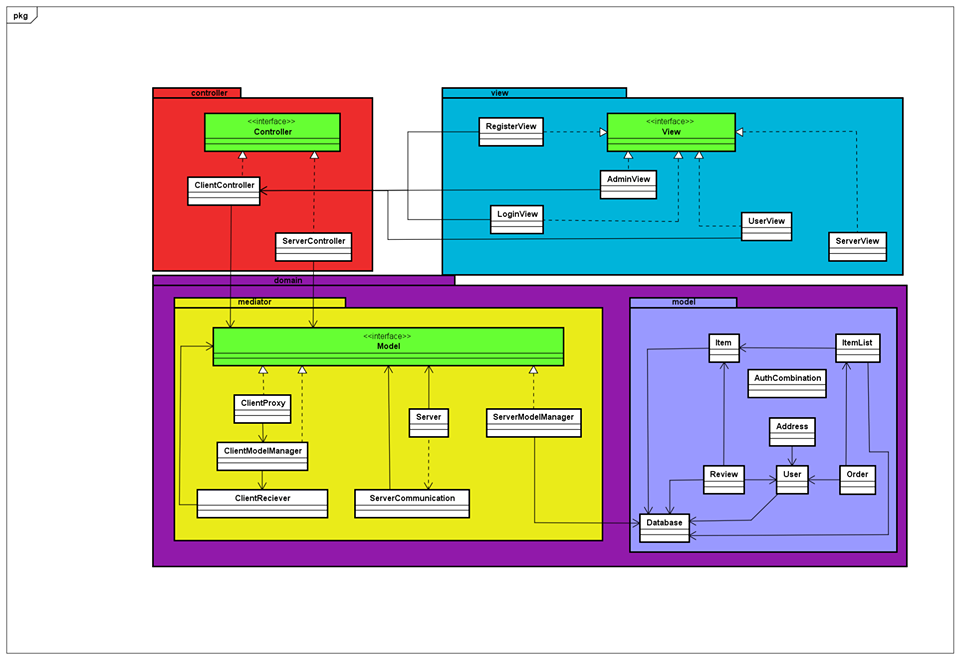 pkg
controller
<<interface>>
Controller
ClientController
ServerController
view
RegisterView
<<interface>>
View
AdminView
LoginView
UserView
ServerView
domain
mediator
<<interface>>
Model
ClientProxy
Server
ServerModelManager
ClientModelManager
ClientReciever
ServerCommunication
model
Item
ItemList
AuthCombination
Address
Review
User
Order
Database